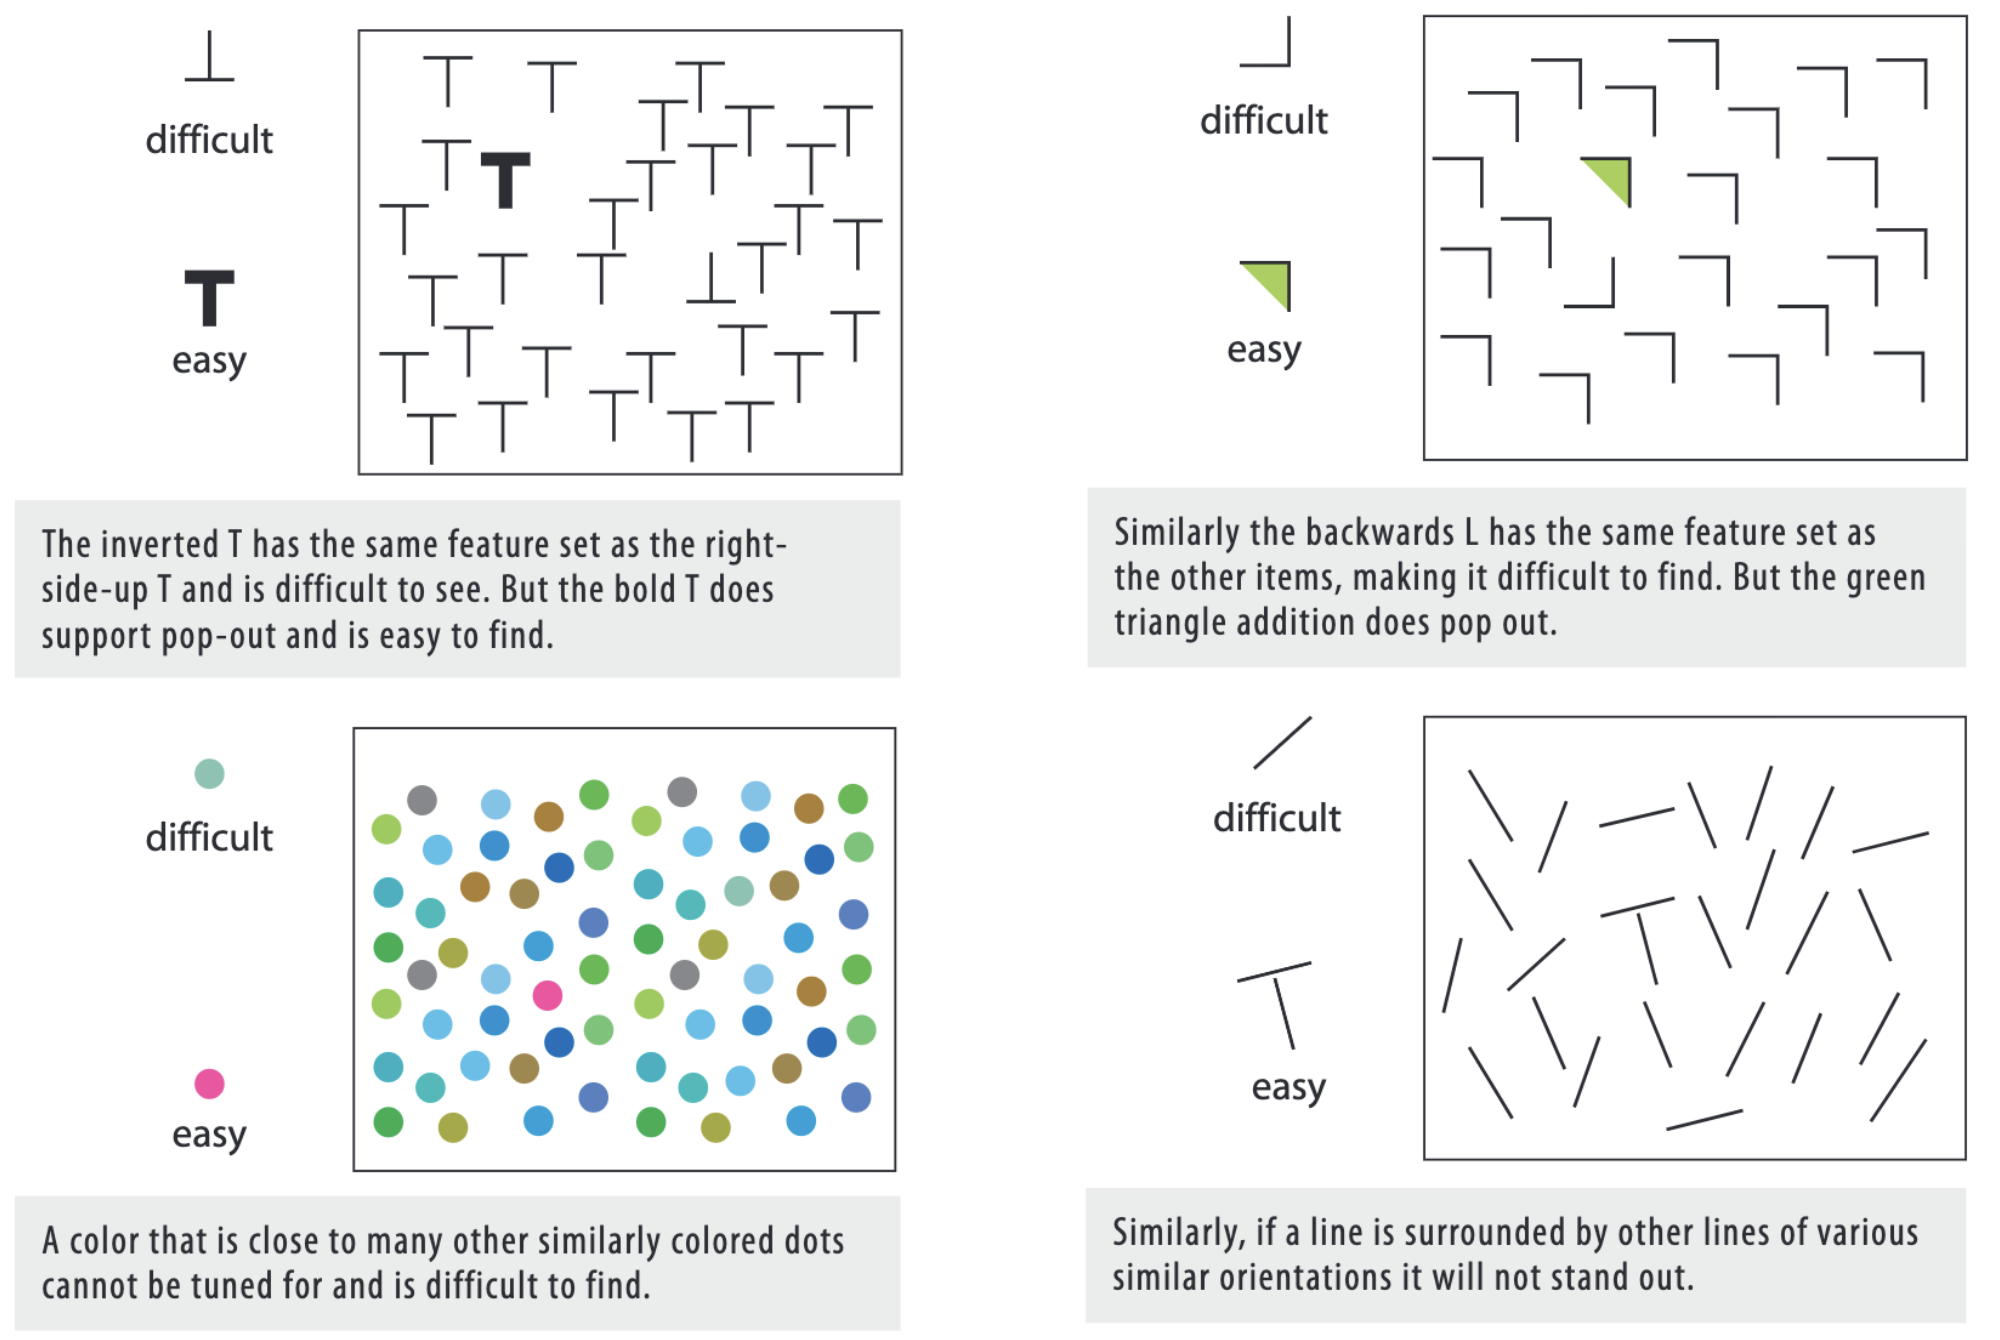 difficult
easy
The inverted T has the same feature set as the right-
side-up T and is difficult to see. But the bold T does
support pop-out and is easy to find.
difficult
easy
Similarly the backwards L has the same feature set as
the other items, making it difficult to find. But the green
triangle addition does pop out.
difficult
easy
A color that is close to many other similarly colored dots
cannot be tuned for and is difficult to find.
difficult
easy
Similarly, if a line is surrounded by other lines of various
similar orientations it will not stand out.